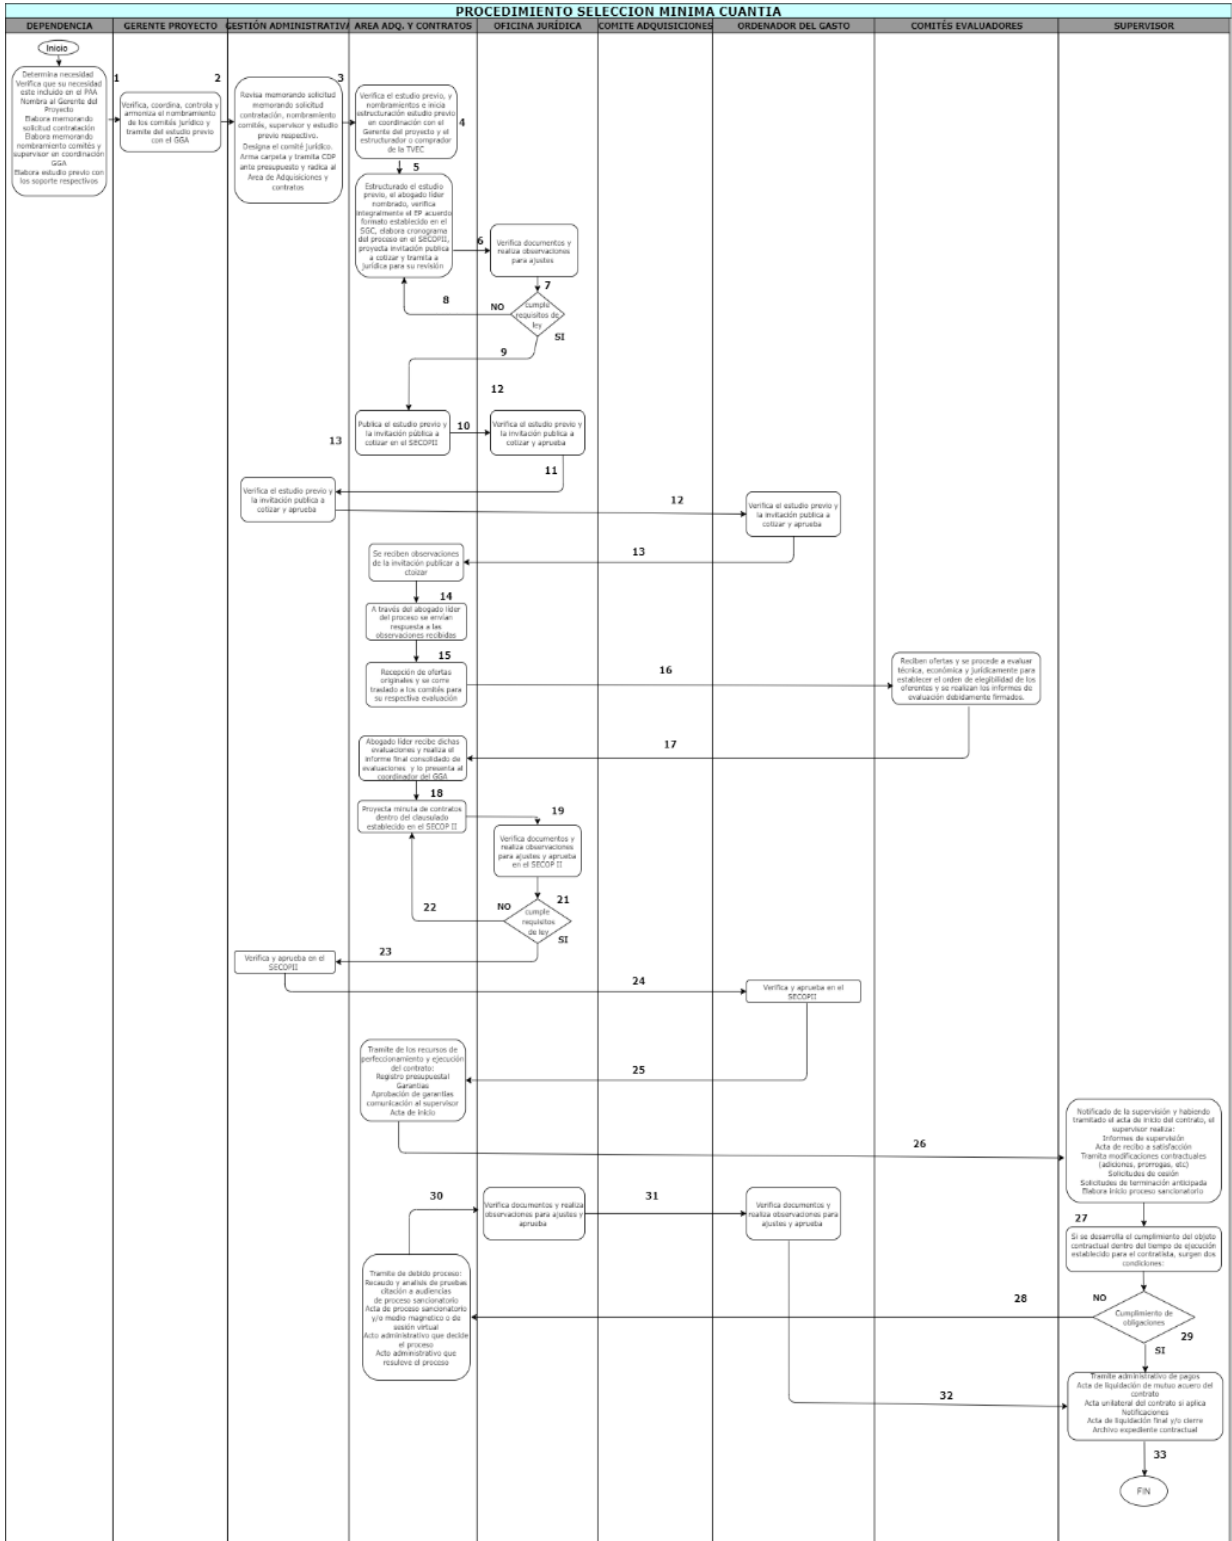 PROCEDIMIENTO SELECCION MINIMA CUANTIA
DEPENDENCIA
GERENTE PROYECTO
GESTIÓN ADMINISTRATIVA
AREA ADQ. Y CONTRATOS
OFICINA JURÍDICA
COMITE ADQUISICIONES
ORDENADOR DEL GASTO
COMITÉS EVALUADORES
SUPERVISOR
Inicio
Determina necesidad
Verifica que su necesidad
este incluido en el PAA
Nombra al Gerente del
Proyecto
Elabora memorando
solicitud contratación
Elabora memorando
nombramiento comités y
supervisor en coordinación
GGA
Elabora estudio previo con
los soporte respectivos
1
Verifica, coordina, controla y
armoniza el nombramiento
de los comités jurídico y
tramite del estudio previo
con el GGA
2
Revisa memorando solicitud
memorando solicitud
contratación, nombramiento
comités, supervisor y estudio
previo respectivo.
Designa el comité jurídico.
Arma carpeta y tramita CDP
ante presupuesto y radica al
Area de Adquisiciones y
contratos
3
Verifica el estudio previo, y
nombramientos e inicia
estructuración estudio previo
en coordinación con el
Gerente del proyecto y el
estructurador o comprador
de la TVEC
4
5
Estructurado el estudio
previo, el abogado líder
nombrado, verifica
integralmente el EP acuerdo
formato establecido en el
SGC, elabora cronograma
del proceso en el SECOPII,
proyecta invitación publica
a cotizar y tramita a
jurídica para su revisión
6
Verifica documentos y
realiza observaciones
para ajustes
7
cumple
requisitos de
ley
NO
8
SI
9
12
Publica el estudio previo y
la invitación pública a
cotizar en el SECOPII
10
Verifica el estudio previo y
la invitación publica a
cotizar y aprueba
13
11
Verifica el estudio previo y
la invitación publica a
cotizar y aprueba
12
Verifica el estudio previo y
la invitación publica a
cotizar y aprueba
13
Se reciben observaciones
de la invitación publicar a
ctoizar
14
A través del abogado líder
del proceso se envían
respuesta a las
observaciones recibidas
15
Recepción de ofertas
originales y se corre
traslado a los comités para
su respectiva evaluación
16
Reciben ofertas y se procede a evaluar
técnica, económica y jurídicamente para
establecer el orden de elegibilidad de los
oferentes y se realizan los informes de
evaluación debidamente firmados.
17
Abogado líder recibe dichas
evaluaciones y realiza el
informe final consolidado de
evaluaciones y lo presenta al
coordinador del GGA
18
Proyecta minuta de contratos
dentro del clausulado
establecido en el SECOP II
19
Verifica documentos y
realiza observaciones
para ajustes y aprueba
en el SECOP II
21
cumple
requisitos
de ley
NO
22
SI
23
Verifica y aprueba en el
SECOPII
24
Verifica y aprueba en el
SECOPII
25
Tramite de los recursos de
perfeccionamiento y ejecución
del contrato:
Registro presupuestal
Garantias
Aprobación de garantias
comunicación al supervisor
Acta de inicio
26
Notificado de la supervisión y habiendo
tramitado el acta de inicio del contrato, el
supervisor realiza:
Informes de supervisión
Acta de recibo a satisfacción
Tramita modificaciones contractuales
(adiciones, prorrogas, etc)
Solicitudes de cesión
Solicitudes de terminación anticipada
Elabora inicio proceso sancionatorio
27
Si se desarrolla el cumplimiento del objeto
contractual dentro del tiempo de ejecución
establecido para el contratista, surgen dos
condiciones:
Cumplimiento de
obligaciones
NO
28
29
SI
Tramite de debido proceso:
Recaudo y analisis de pruebas
citación a audiencias
de proceso sancionatorio
Acta de proceso sancionatorio
y/o medio magnetico o de
sesión virtual
Acto administrativo que decide
el proceso
Acto administrativo que
resuleve el proceso
30
Verifica documentos y realiza
observaciones para ajustes y
aprueba
31
Verifica documentos y
realiza observaciones para
ajustes y aprueba
32
Tramite administrativo de pagos
Acta de liquidación de mutuo acuero del
contrato
Acta unilateral del contrato si aplica
Notificaciones
Acta de liquidación final y/o cierre
Archivo expediente contractual
33
FIN